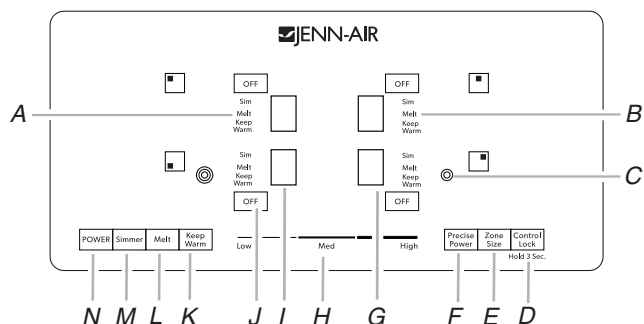 JENN-AIR
OFF OFF
Sim
Melt
Keep
Warm
Sim
Melt
Keep
Warm
A
B
Sim
Melt
Keep
Warm
Sim
Melt
Keep
Warm
C
OFF OFF
POWER Simmer Melt Keep Warm
Low Med High
Precise Power Zone Size Control Lock
Hold 3 Sec.
N M L K J I H G F E D